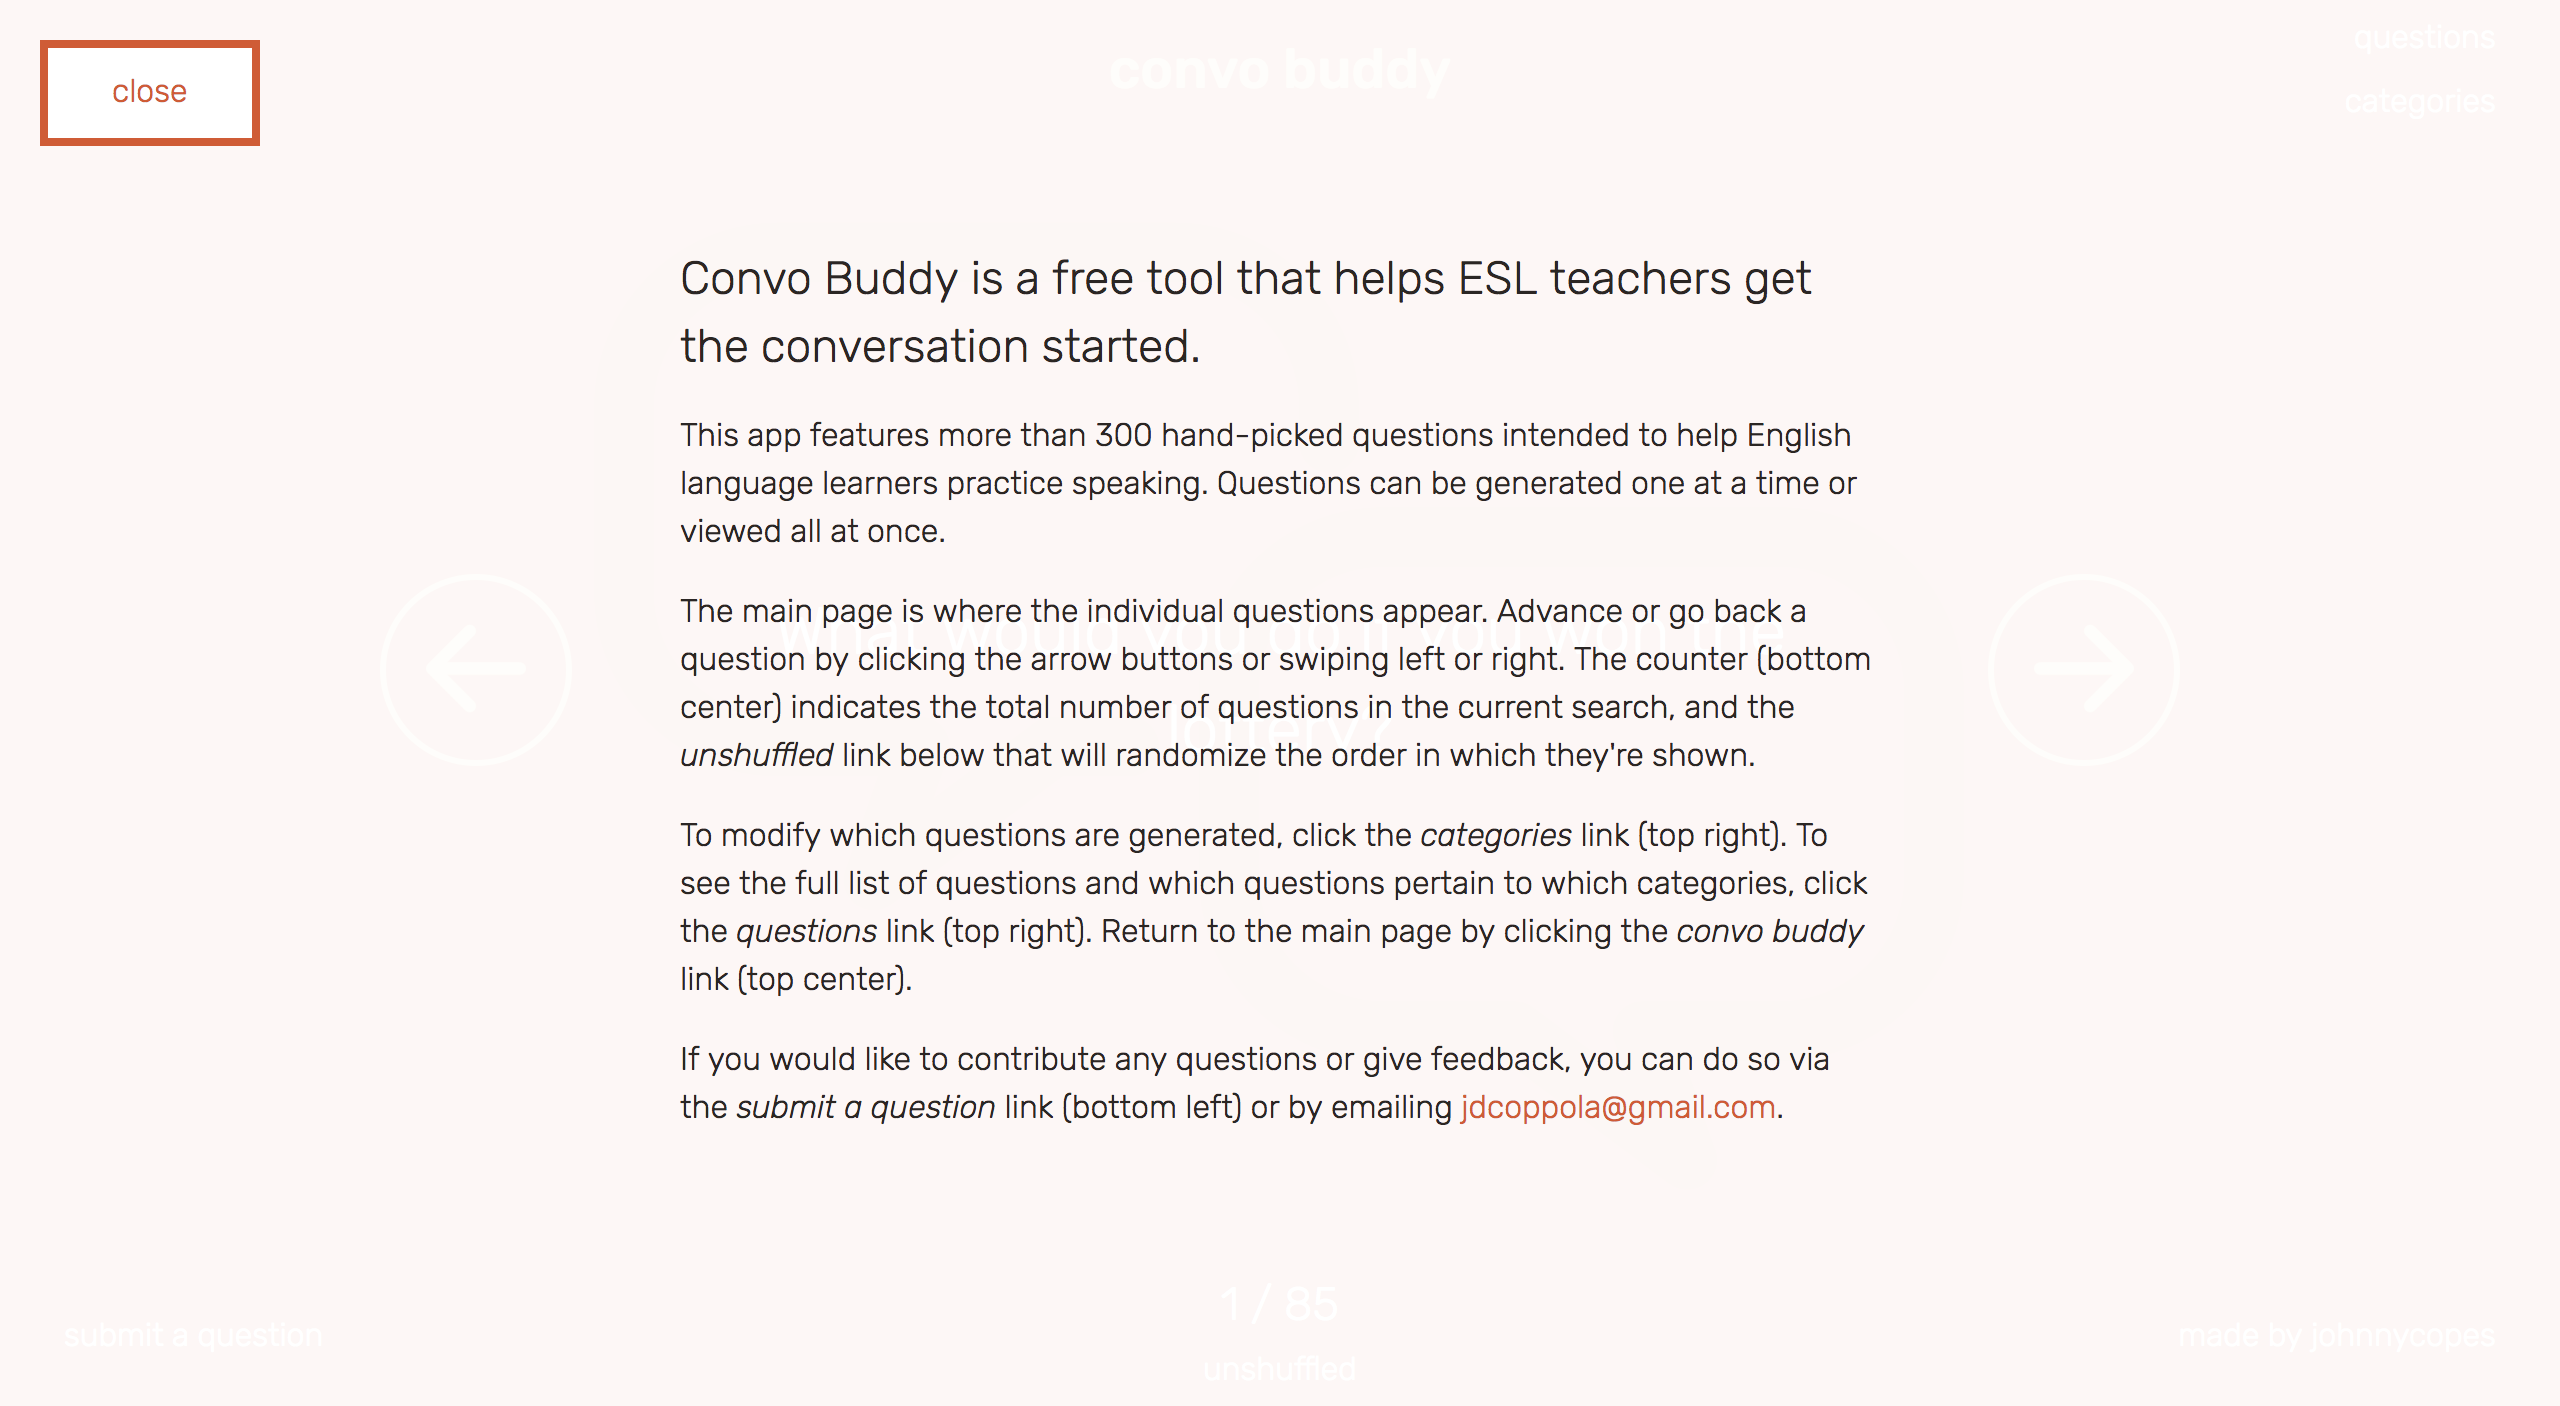 close
convo buddy
questions
categories
Convo Buddy is a free tool that helps ESL teachers get
the conversation started.
This app features more than 300 hand-picked questions intended to help English
language learners practice speaking. Questions can be generated one at a time or
viewed all at once.
The main page is where the individual questions appear. Advance or go back a
question by clicking the arrow buttons or swiping left or right. The counter (bottom
center) indicates the total number of questions in the current search, and the
unshuffled link below that will randomize the order in which they're shown.
To modify which questions are generated, click the categories link (top right). To
see the full list of questions and which questions pertain to which categories, click
the questions link (top right). Return to the main page by clicking the convo buddy
link (top center).
If you would like to contribute any questions or give feedback, you can do so via
the submit a question link (bottom left) or by emailing jdcoppola@gmail.com.
What would you do if you won the
lottery?
1 / 85
unshuffled
submit a question
made by johnnycopes